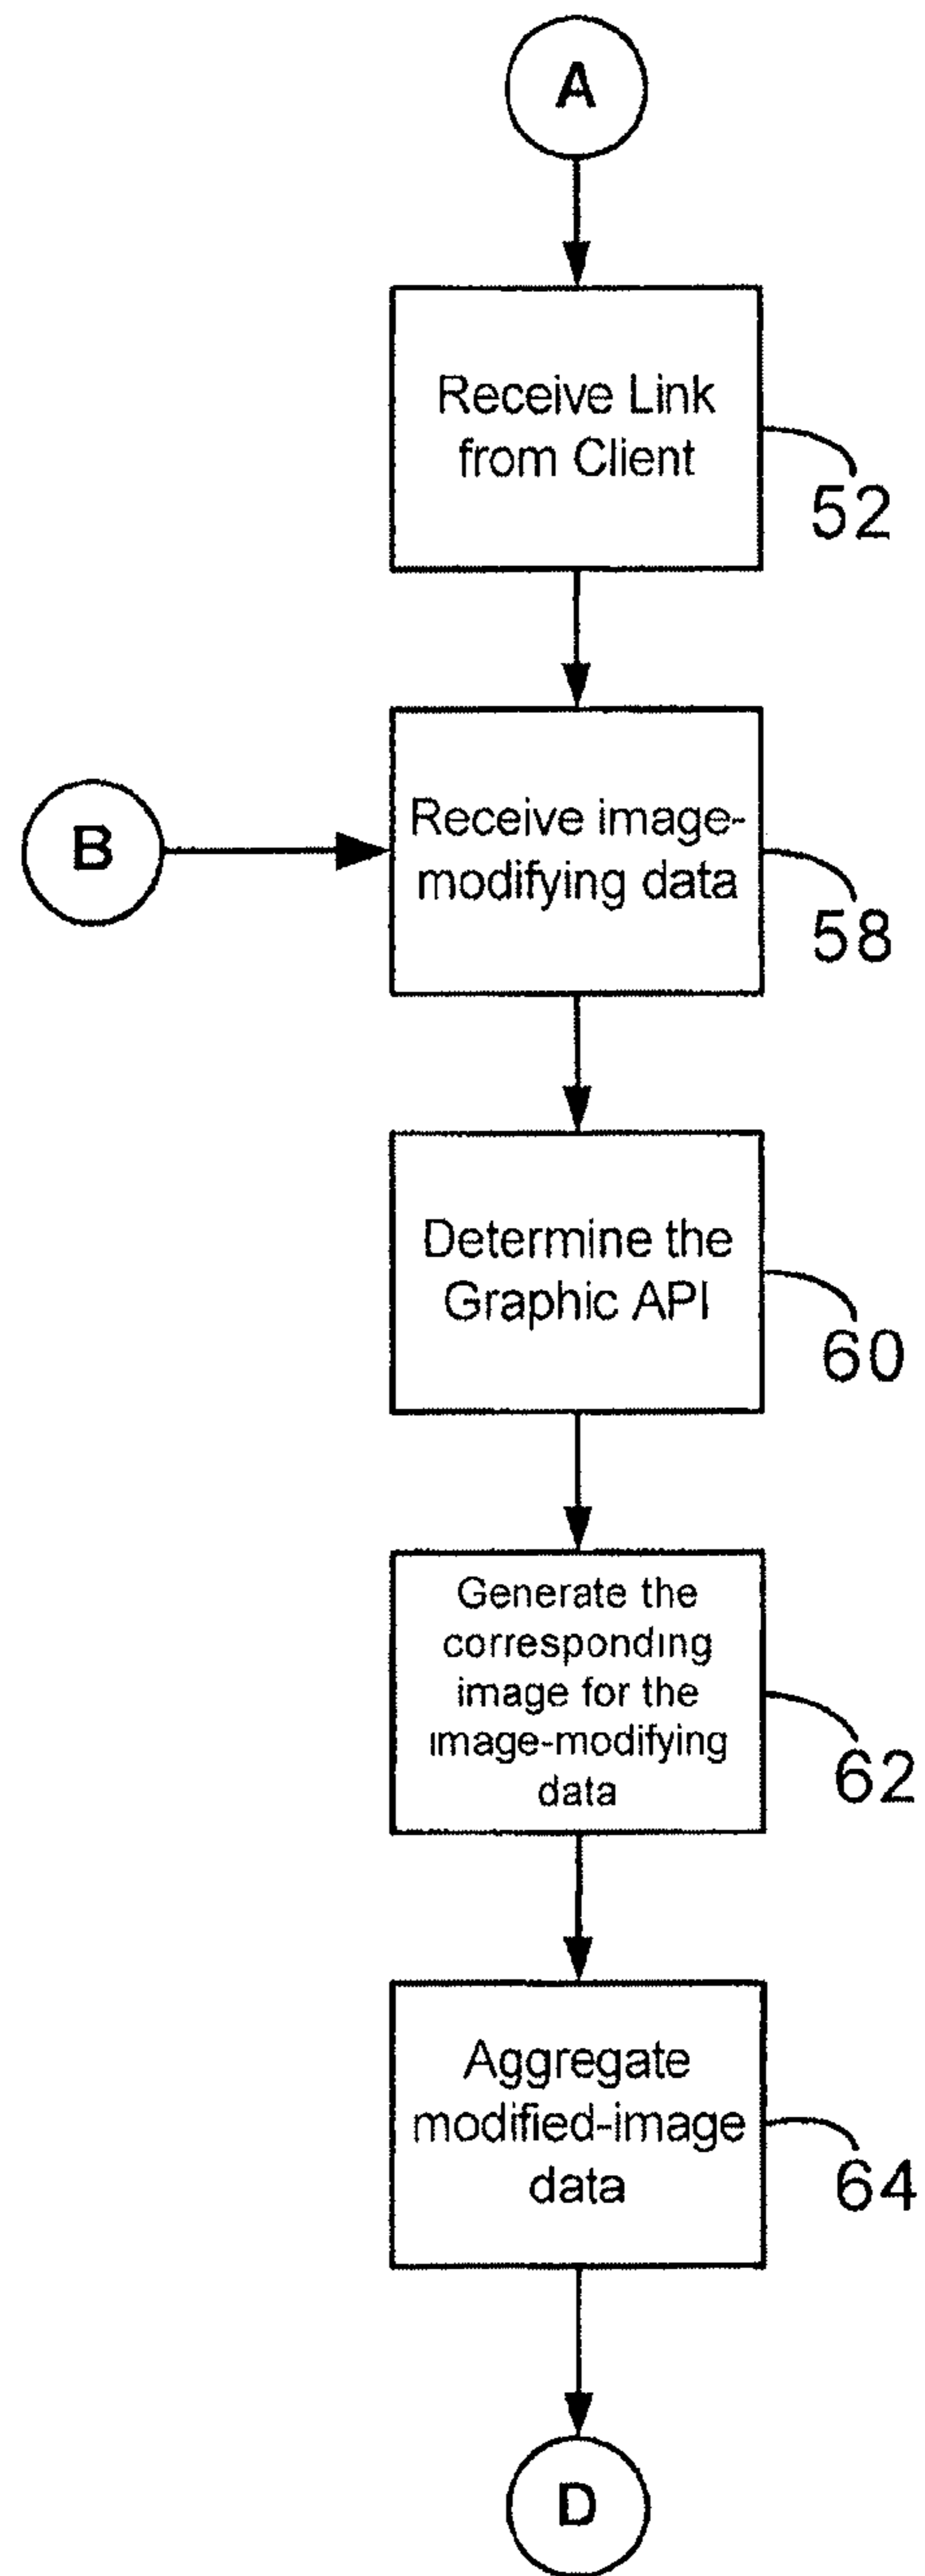 A
Receive Link
from Client
52
B
Receive image-
modifying data
58
Determine the
Graphic API
60
Generate the
corresponding
image for the
image-modifying
data
62
Aggregate
modified-image
data
64
D